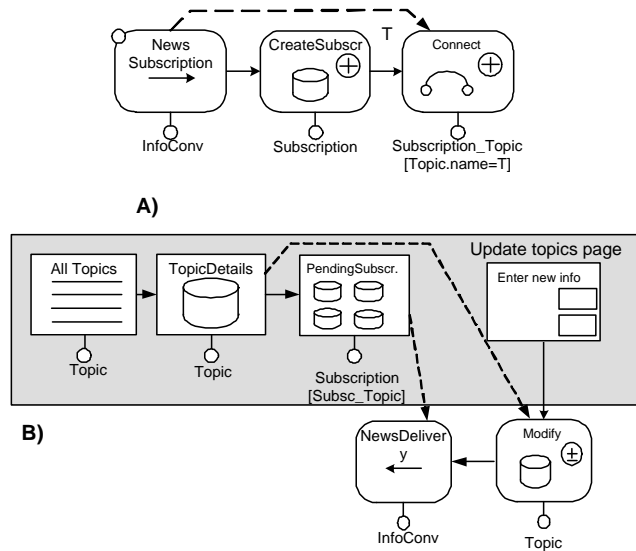 News
Subscription
CreateSubscr
T
Connect
InfoConv
Subscription
Subscription_Topic
[Topic.name=T]
A)
Update topics page
All Topics
TopicDetails
PendingSubscr.
Enter new info
Topic
Topic
Subscription
[Subsc_Topic]
B)
NewsDeliver
y
Modify
InfoConv
Topic